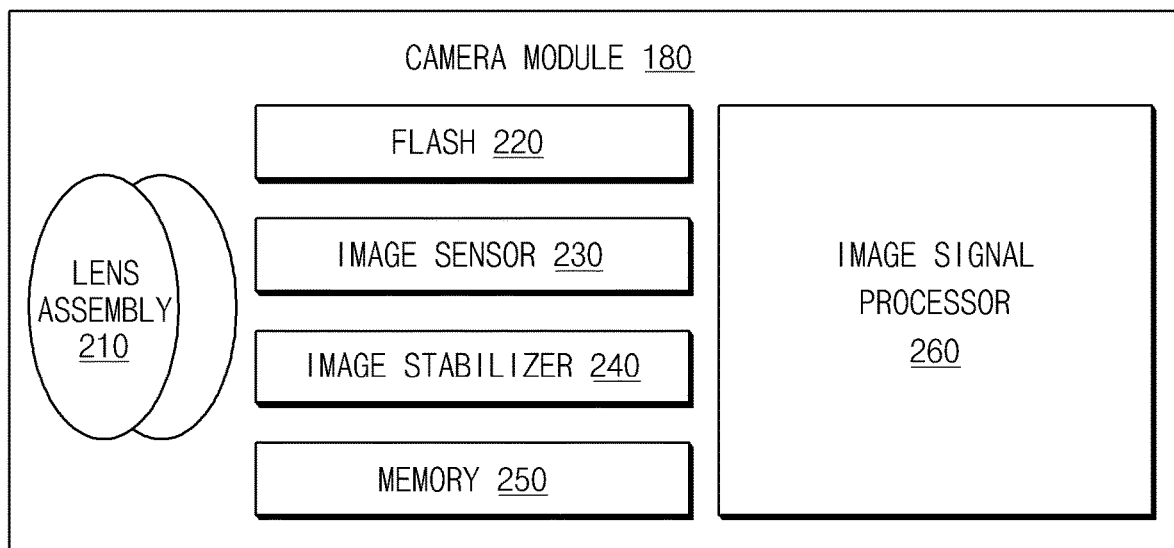 CAMERA MODULE 180
LENS
ASSEMBLY
210
FLASH 220
IMAGE SENSOR 230
IMAGE STABILIZER 240
MEMORY 250
IMAGE SIGNAL
PROCESSOR
260